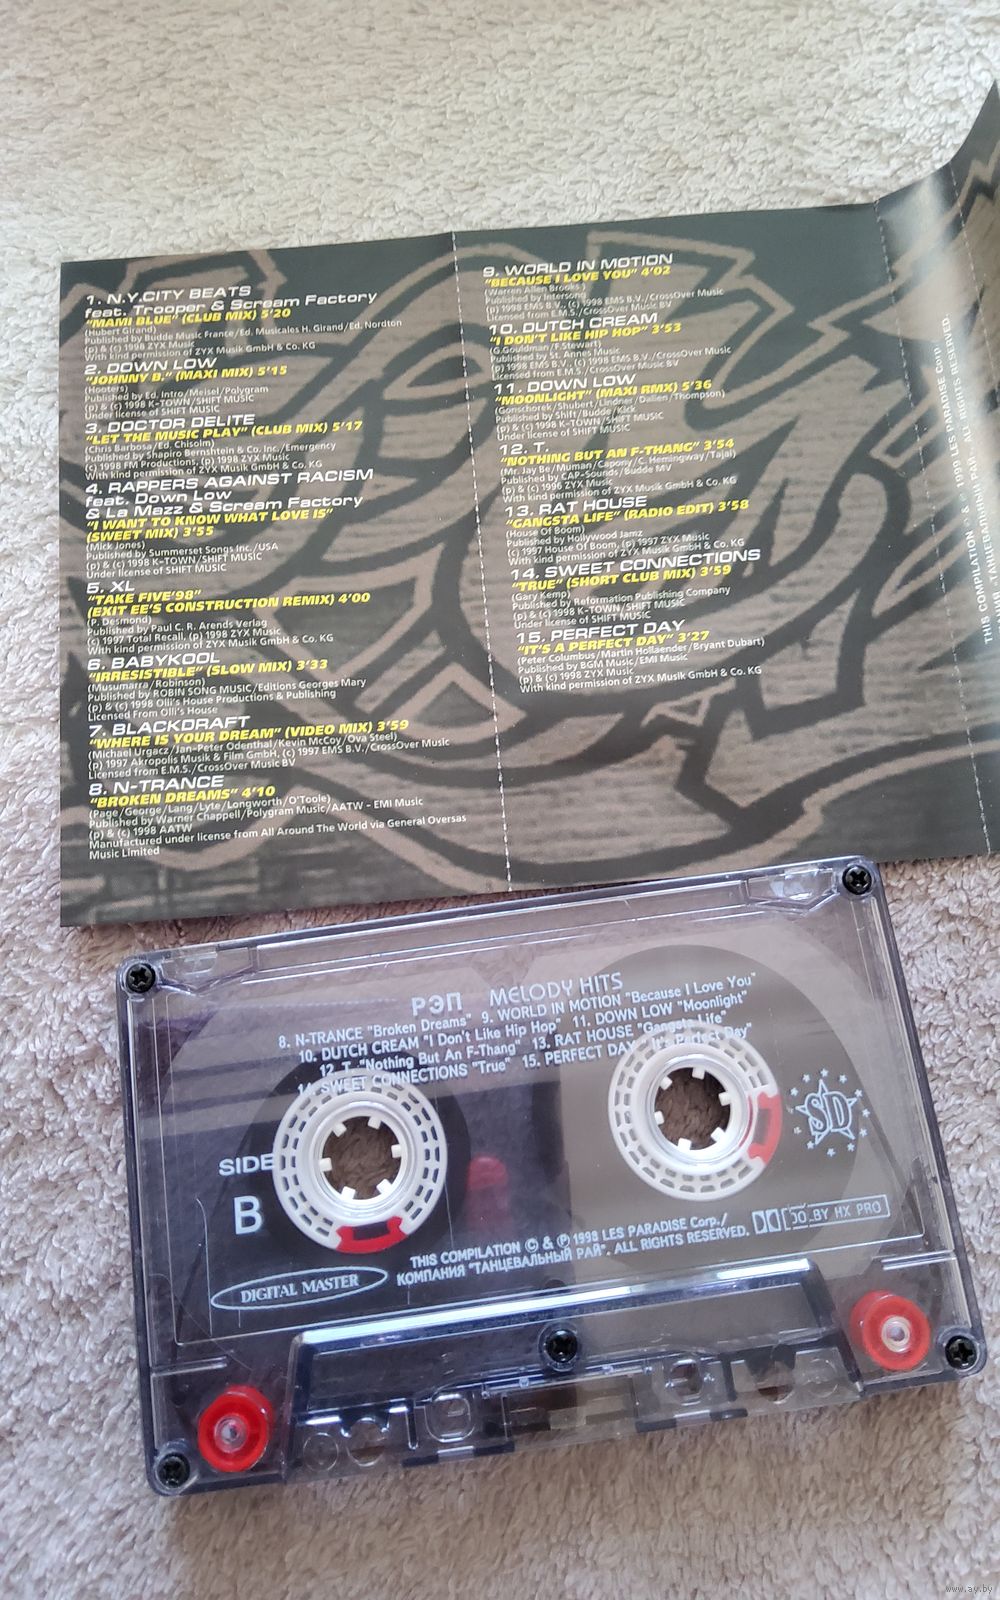 1. N.Y.CITY BEATS
feat. Trooper & Scream Factory
"MAMI BLUE" (CLUB MIX) 5'20
(Hubert Girand)
Published by Budde Music France/Ed. Musicales H. Girand/Ed. Nordton
(p) & (c) 1998 ZYX Music
With kind permission of ZYX Musik GmbH & Co. KG
2. DOWN LOW
"JOHNNY B." (MAXI MIX) 5'15
(Hooters)
Published by Ed. Intro/Meisel/Polygram
(p) & (c) 1998 K-TOWN/SHIFT MUSIC
Under license of SHIFT MUSIC
3. DOCTOR DELITE
"LET THE MUSIC PLAY" (CLUB MIX) 5'17
(Chris Barbosa/Ed. Chisolm)
Published by Shapiro Bernshtein & Co. Inc./Emergency
(c) 1998 FM Productions, (p) 1998 ZYX Music
With kind permission of ZYX Musik GmbH & Co. KG
4. RAPPERS AGAINST RACISM
feat. Down Low
& La Mazz & Scream Factory
"I WANT TO KNOW WHAT LOVE IS"
(SWEET MIX) 3'55
(Mick Jones)
Published by Summerset Songs Inc./USA
(p) & (c) 1998 K-TOWN/SHIFT MUSIC
Under license of SHIFT MUSIC
5. XL
"TAKE FIVE'98"
(EXIT EE'S CONSTRUCTION REMIX) 4'00
(P. Desmond)
Published by Paul C. R. Arends Verlag
(c) 1997 Total Recall, (p) 1998 ZYX Music
With kind permission of ZYX Musik GmbH & Co. KG
6. BABYKOOL
"IRRESISTIBLE" (SLOW MIX) 3'33
(Musumarra/Robinson)
Published by ROBIN SONG MUSIC/Editions Georges Mary
(p) & (c) 1998 Olli's House Productions & Publishing
Licensed From Olli's House
7. BLACKDRAFT
"WHERE IS YOUR DREAM" (VIDEO MIX) 3'59
(Michael Urgacz/Jan-Peter Odenthal/Kevin McCoy/Ova Steel)
(p) 1997 Akropolis Musik & Film GmbH, (c) 1997 EMS B.V./CrossOver Music
Licensed from E.M.S./CrossOver Music BV
8. N-TRANCE
"BROKEN DREAMS" 4'10
(Page/George/Lang/Lyte/Longworth/O'Toole)
Published by Warner Chappell/Polygram Music/AATW - EMI Music
(p) & (c) 1998 AATW
Manufactured under license from All Around The World via General Oversas
Music Limited
9. WORLD IN MOTION
"BECAUSE I LOVE YOU" 4'02
(Warren Allen Brooks)
Published by Intersong
(p) 1998 EMS B.V., (c) 1998 EMS B.V./CrossOver Music
Licensed from E.M.S./CrossOver Music BV
10. DUTCH CREAM
"I DON'T LIKE HIP HOP" 3'53
(G.Gouldman/F.Stewart)
Published by St. Annes Music
(p) 1998 EMS B.V., (c) 1998 EMS B.V./CrossOver Music
Licensed from E.M.S./CrossOver Music BV
11. DOWN LOW
"MOONLIGHT" (MAXI RMX) 5'36
(Gonschorek/Shubert/Lindner/Dallen/Thompson)
Published by Shift/Budde/Kick
(p) & (c) 1998 K-TOWN/SHIFT MUSIC
Under license of SHIFT MUSIC
12. T.
"NOTHING BUT AN F-THANG" 3'54
(Mr. Jay Be/Muman/Capony/C. Hemingway/Tajai)
Published by CAP-Sounds/Budde MV
(p) & (c) 1996 ZYX Music
With kind permission of ZYX Musik GmbH & Co. KG
13. RAT HOUSE
"GANGSTA LIFE" (RADIO EDIT) 3'58
(House Of Boom)
Published by Hollywood Jamz
(c) 1997 House Of Boom, (p) 1997 ZYX Music
With kind permission of ZYX Musik GmbH & Co. KG
14. SWEET CONNECTIONS
"TRUE" (SHORT CLUB MIX) 3'59
(Gary Kemp)
Published by Reformation Publishing Company
(p) & (c) 1998 K-TOWN/SHIFT MUSIC
Under license of SHIFT MUSIC
15. PERFECT DAY
"IT'S A PERFECT DAY" 3'27
(Peter Columbus/Martin Hollaender/Bryant Dubart)
Published by BGM Music/EMI Music
With kind permission of ZYX Musik GmbH & Co. KG
THIS COMPILATION © & ℗ 1999 LES PARADISE Corp.
"ТАНЦЕВАЛЬНЫЙ РАЙ". ALL RIGHTS RESERVED.
РЭП MELODY HITS
8. N-TRANCE "Broken Dreams" 9. WORLD IN MOTION "Because I Love You"
10. DUTCH CREAM "I Don't Like Hip Hop" 11. DOWN LOW "Moonlight"
12. T. "Nothing But An F-Thang" 13. RAT HOUSE "Gangsta Life"
14. SWEET CONNECTIONS "True" 15. PERFECT DAY "It's Perfect Day"
SIDE
B
SD
DIGITAL MASTER
THIS COMPILATION © & ℗ 1998 LES PARADISE Corp./
КОМПАНИЯ "ТАНЦЕВАЛЬНЫЙ РАЙ". ALL RIGHTS RESERVED.
BY HX PRO
www.ay.by